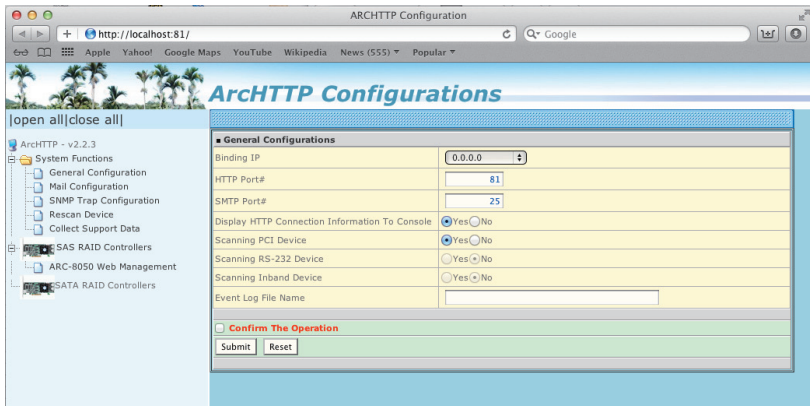 ARCHTTP Configuration
http://localhost:81/
Google
Apple Yahoo! Google Maps YouTube Wikipedia News (555) Popular
ArcHTTP Configurations
|open all|close all|
ArcHTTP - v2.2.3
System Functions
General Configuration
Mail Configuration
SNMP Trap Configuration
Rescan Device
Collect Support Data
SAS RAID Controllers
ARC-8050 Web Management
SATA RAID Controllers
General Configurations
Binding IP 0.0.0.0
HTTP Port# 81
SMTP Port# 25
Display HTTP Connection Information To Console Yes No
Scanning PCI Device Yes No
Scanning RS-232 Device Yes No
Scanning Inband Device Yes No
Event Log File Name
Confirm The Operation
Submit Reset